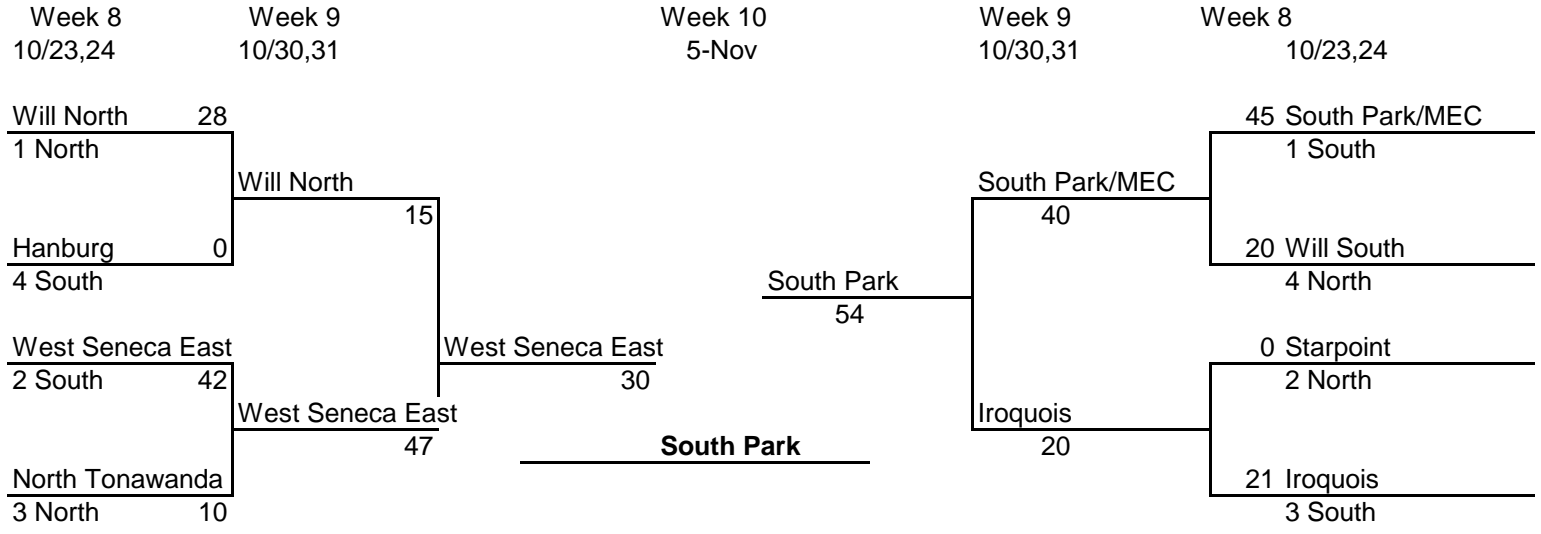 Week 8 Week 9 Week 10 Week 9 Week 8
10/23,24 10/30,31 5-Nov 10/30,31 10/23,24
Will North 28 45 South Park/MEC
1 North 1 South
Will North South Park/MEC
15 40
Hanburg 0 20 Will South
4 South South Park 4 North
54
West Seneca East West Seneca East 0 Starpoint
2 South 42 30 2 North
West Seneca East Iroquois
47 South Park 20
North Tonawanda 21 Iroquois
3 North 10 3 South